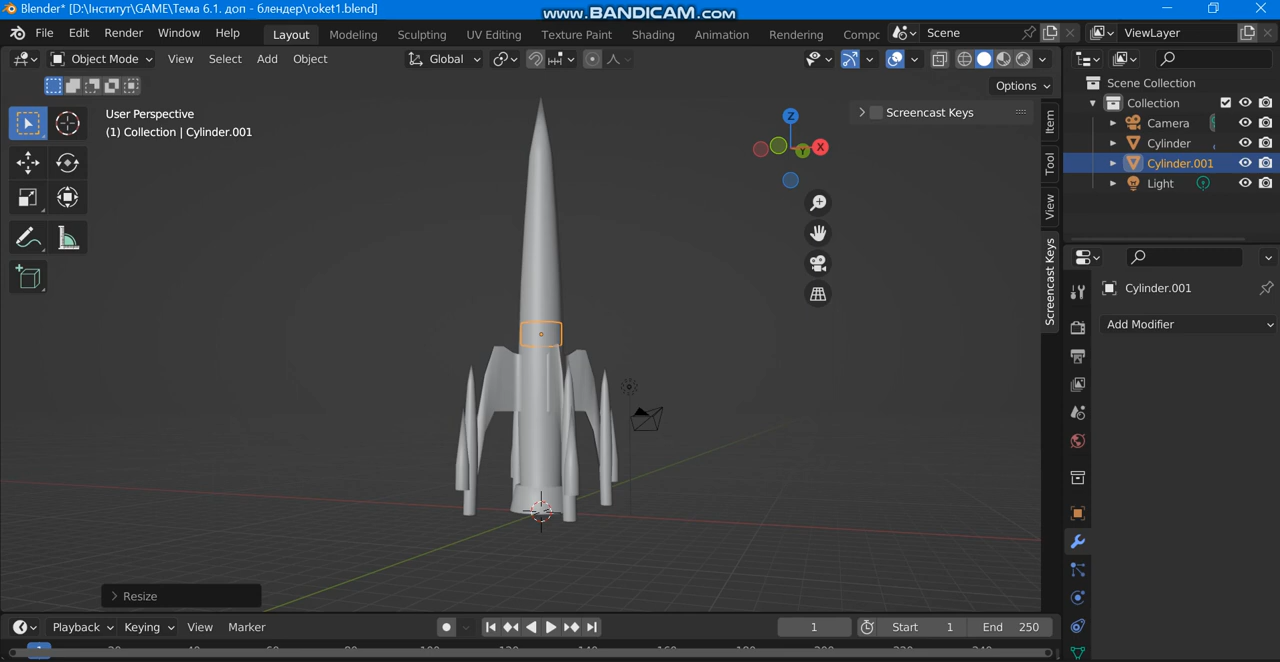 Blender* [D:\Інститут\GAME\Тема 6.1. доп - блендер\roket1.blend]
www.BANDICAM.com
File Edit Render Window Help
Layout Modeling Sculpting UV Editing Texture Paint Shading Animation Rendering Compc
Scene
ViewLayer
Object Mode View Select Add Object
Global
Options
User Perspective
(1) Collection | Cylinder.001
Screencast Keys
Z
X
Y
Item
Tool
View
Screencast Keys
Scene Collection
Collection
Camera
Cylinder
Cylinder.001
Light
Cylinder.001
Add Modifier
Resize
Playback Keying View Marker
1
Start 1
End 250
1